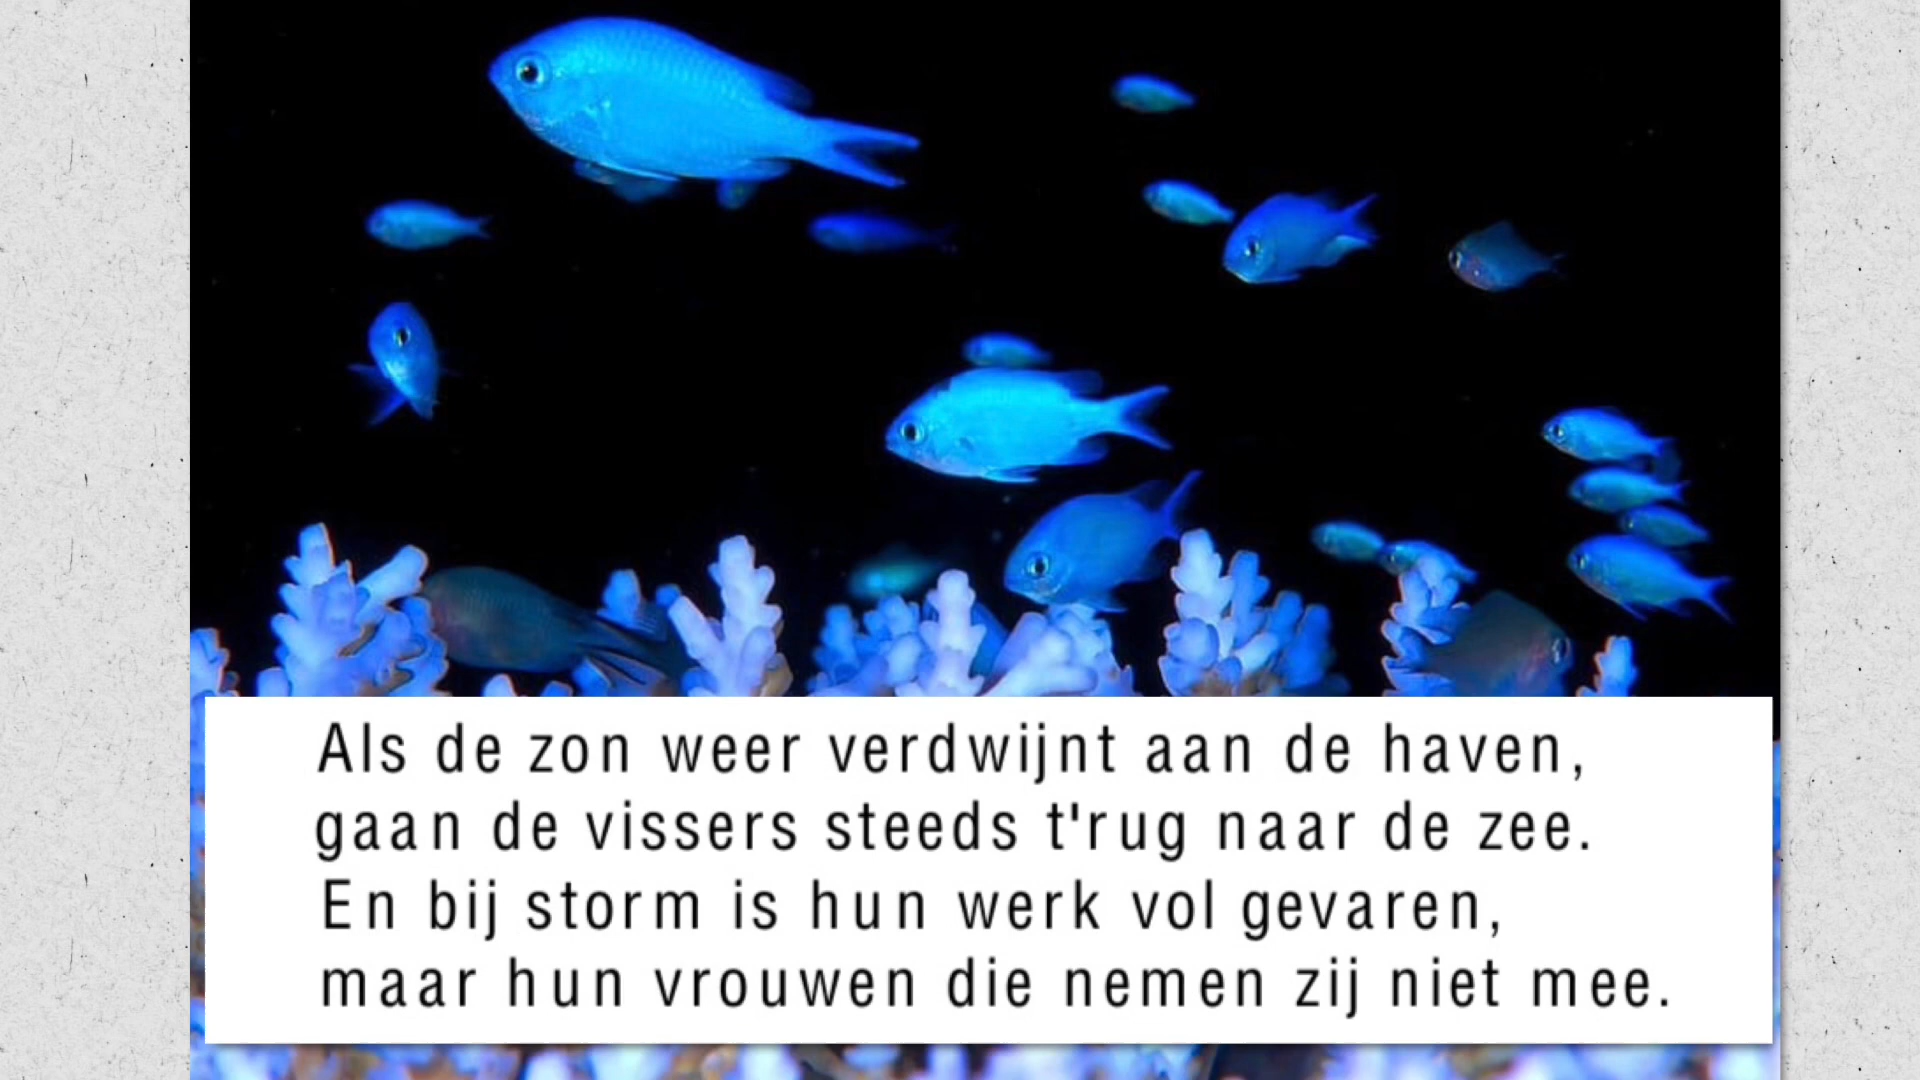 Als de zon weer verdwijnt aan de haven,
gaan de vissers steeds t'rug naar de zee.
En bij storm is hun werk vol gevaren,
maar hun vrouwen die nemen zij niet mee.